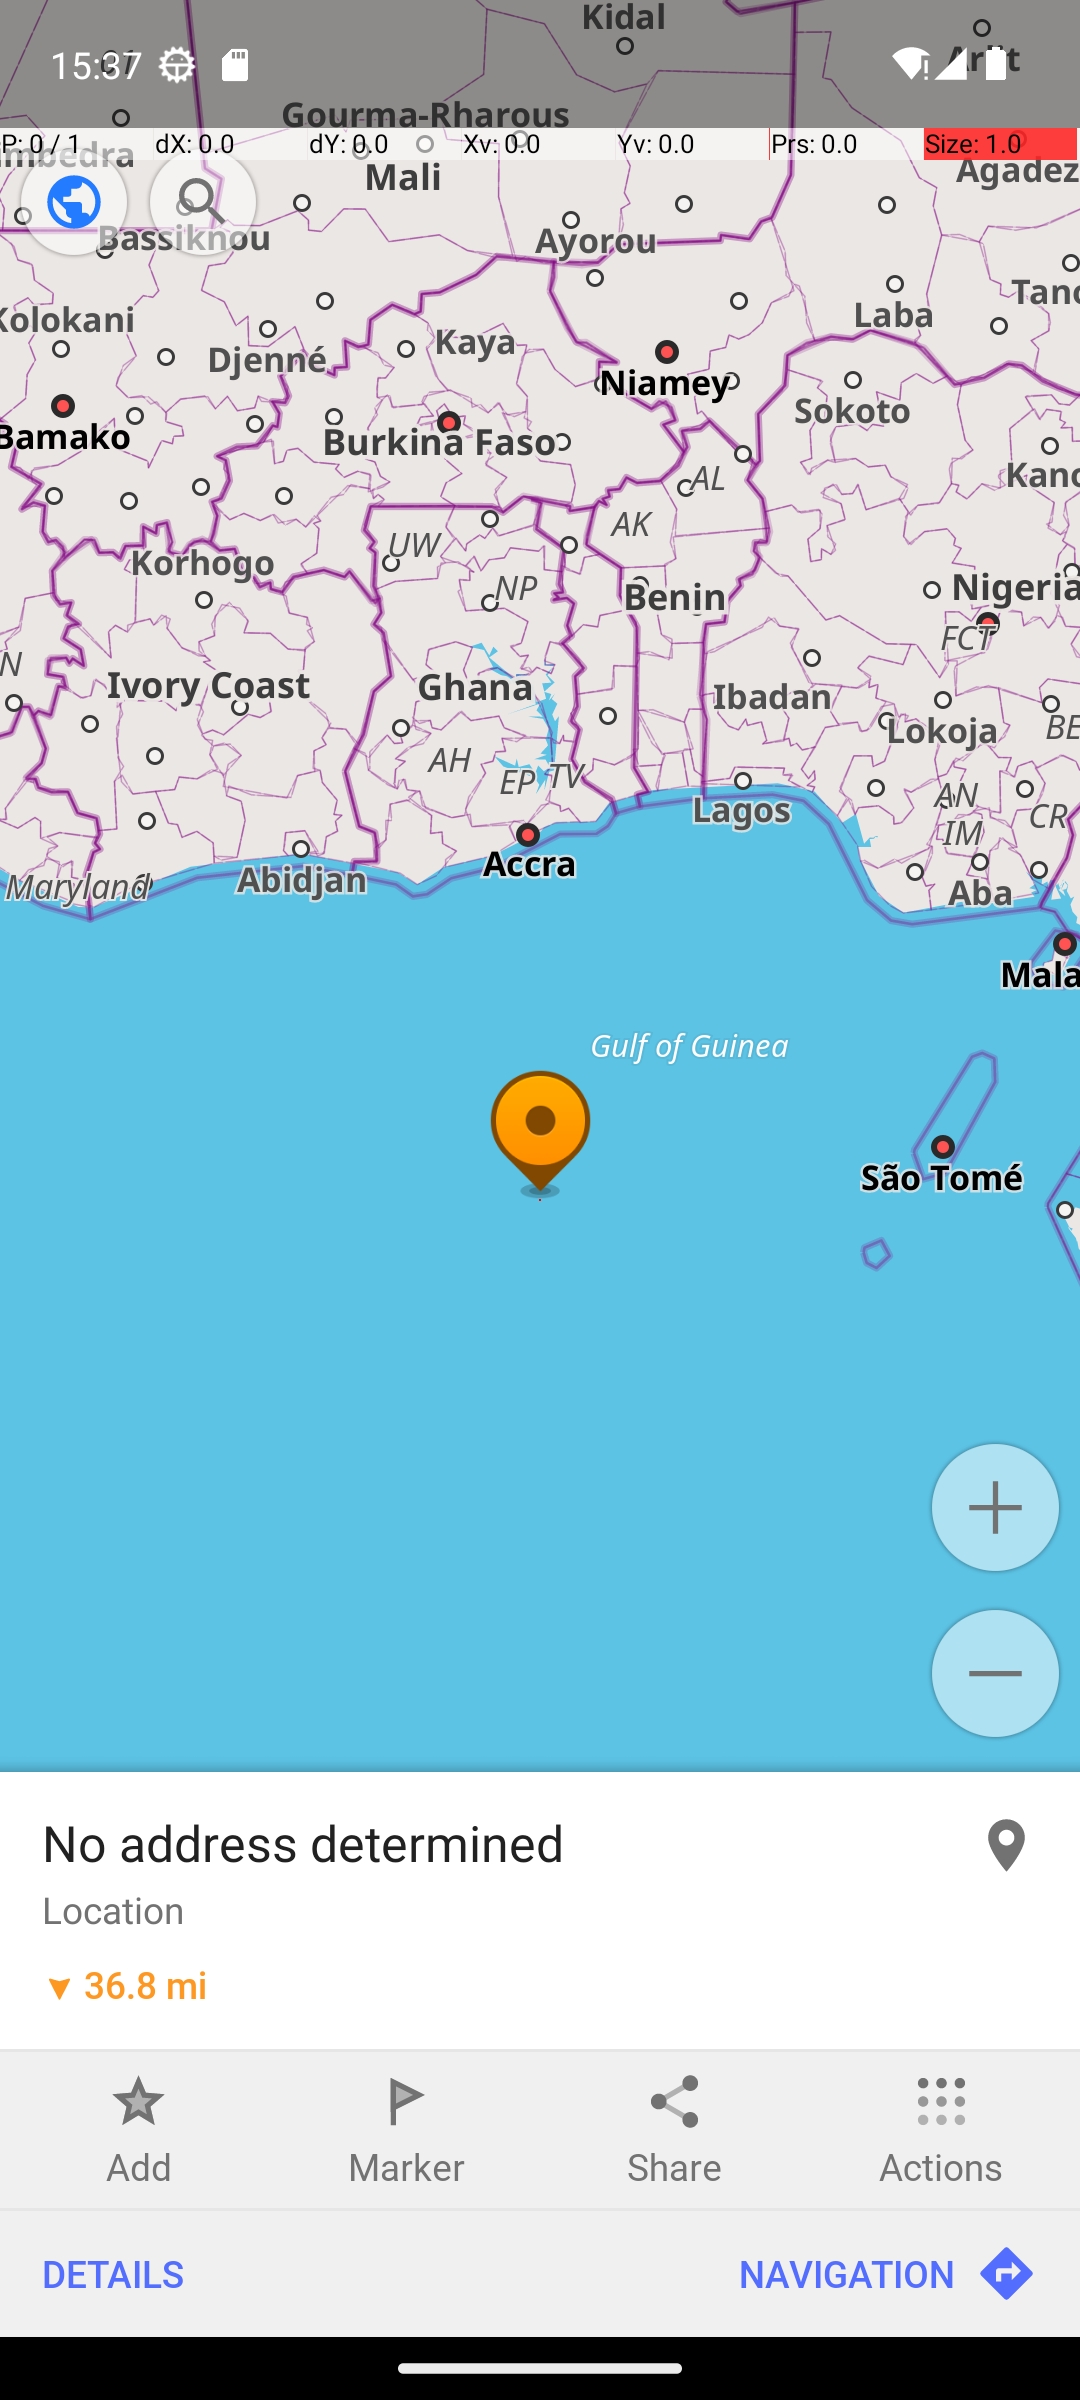 Kidal
15:37
Arlit
Gourma-Rharous
P: 0 / 1 dX: 0.0 dY: 0.0 Xv: 0.0 Yv: 0.0 Prs: 0.0 Size: 1.0
Mali
Agadez
Bassiknou
Ayorou
Laba
Kolokani
Kaya
Djenné
Niamey
Sokoto
Bamako
Burkina Faso
AL
AK
UW
Korhogo
NP
Benin
Nigeria
FCT
Ivory Coast
Ghana
Ibadan
Lokoja
BE
AH
EP
TV
AN
Lagos
CR
IM
Accra
Abidjan
Maryland
Aba
Gulf of Guinea
São Tomé
No address determined
Location
36.8 mi
Add
Marker
Share
Actions
DETAILS
NAVIGATION